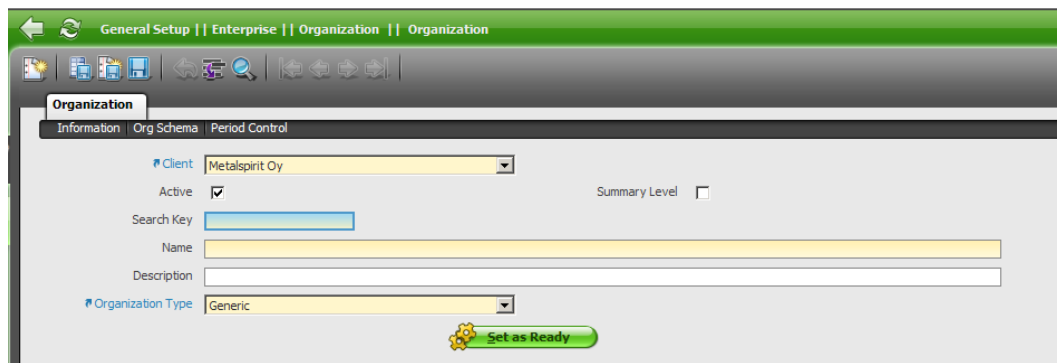 General Setup || Enterprise || Organization || Organization
Organization
Information | Org Schema | Period Control
Client Metalspirit Oy
Active Summary Level
Search Key
Name
Description
Organization Type Generic
Set as Ready